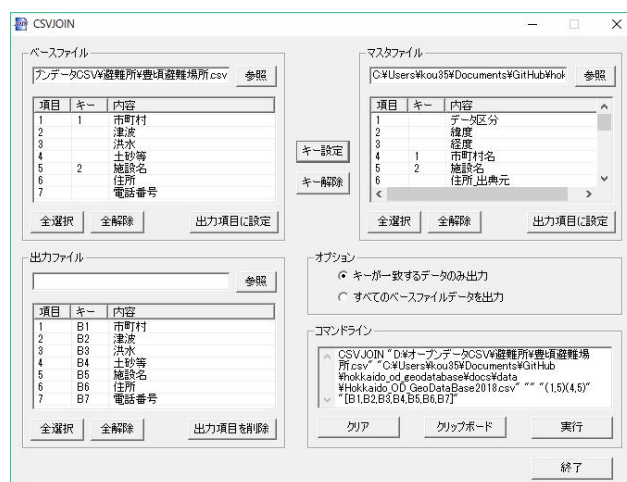 CSVJOIN
ベースファイル
プンデータCSV¥避難所¥豊頃避難場所.csv 参照
項目 キー 内容
1 1 市町村
2 津波
3 洪水
4 土砂等
5 2 施設名
6 住所
7 電話番号
全選択 全解除 出力項目に設定
キー設定
キー解除
マスタファイル
C:¥Users¥kou35¥Documents¥GitHub¥hok 参照
項目 キー 内容
1 データ区分
2 緯度
3 経度
4 1 市町村名
5 2 施設名
6 住所_出典元
全選択 全解除 出力項目に設定
出力ファイル
参照
項目 キー 内容
1 B1 市町村
2 B2 津波
3 B3 洪水
4 B4 土砂等
5 B5 施設名
6 B6 住所
7 B7 電話番号
全選択 全解除 出力項目を削除
オプション
キーが一致するデータのみ出力
すべてのベースファイルデータを出力
コマンドライン
CSVJOIN "D:¥オープンデータCSV¥避難所¥豊頃避難場
所.csv" "C:¥Users¥kou35¥Documents¥GitHub
¥hokkaido_od_geodatabase¥docs¥data
¥Hokkaido_OD_GeoDataBase2018.csv" "" "(1,5)(4,5)"
"[B1,B2,B3,B4,B5,B6,B7]"
クリア クリップボード 実行
終了